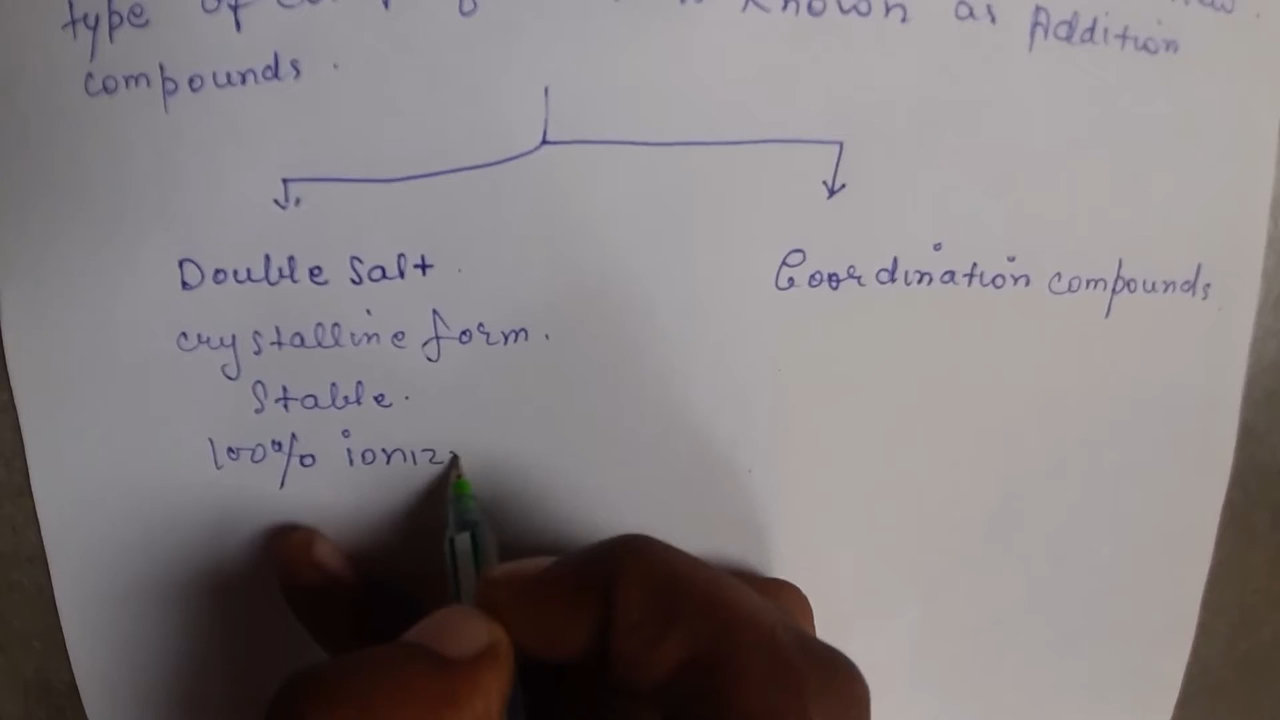 type of known as Addition
compounds.
Double salt
Coordination compounds
crystalline form.
Stable.
100% ioniz